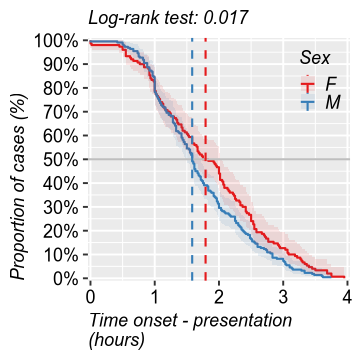 Log-rank test: 0.017
Proportion of cases (%)
100%
90%
80%
70%
60%
50%
40%
30%
20%
10%
0%
Sex
F
M
0 1 2 3 4
Time onset - presentation
(hours)